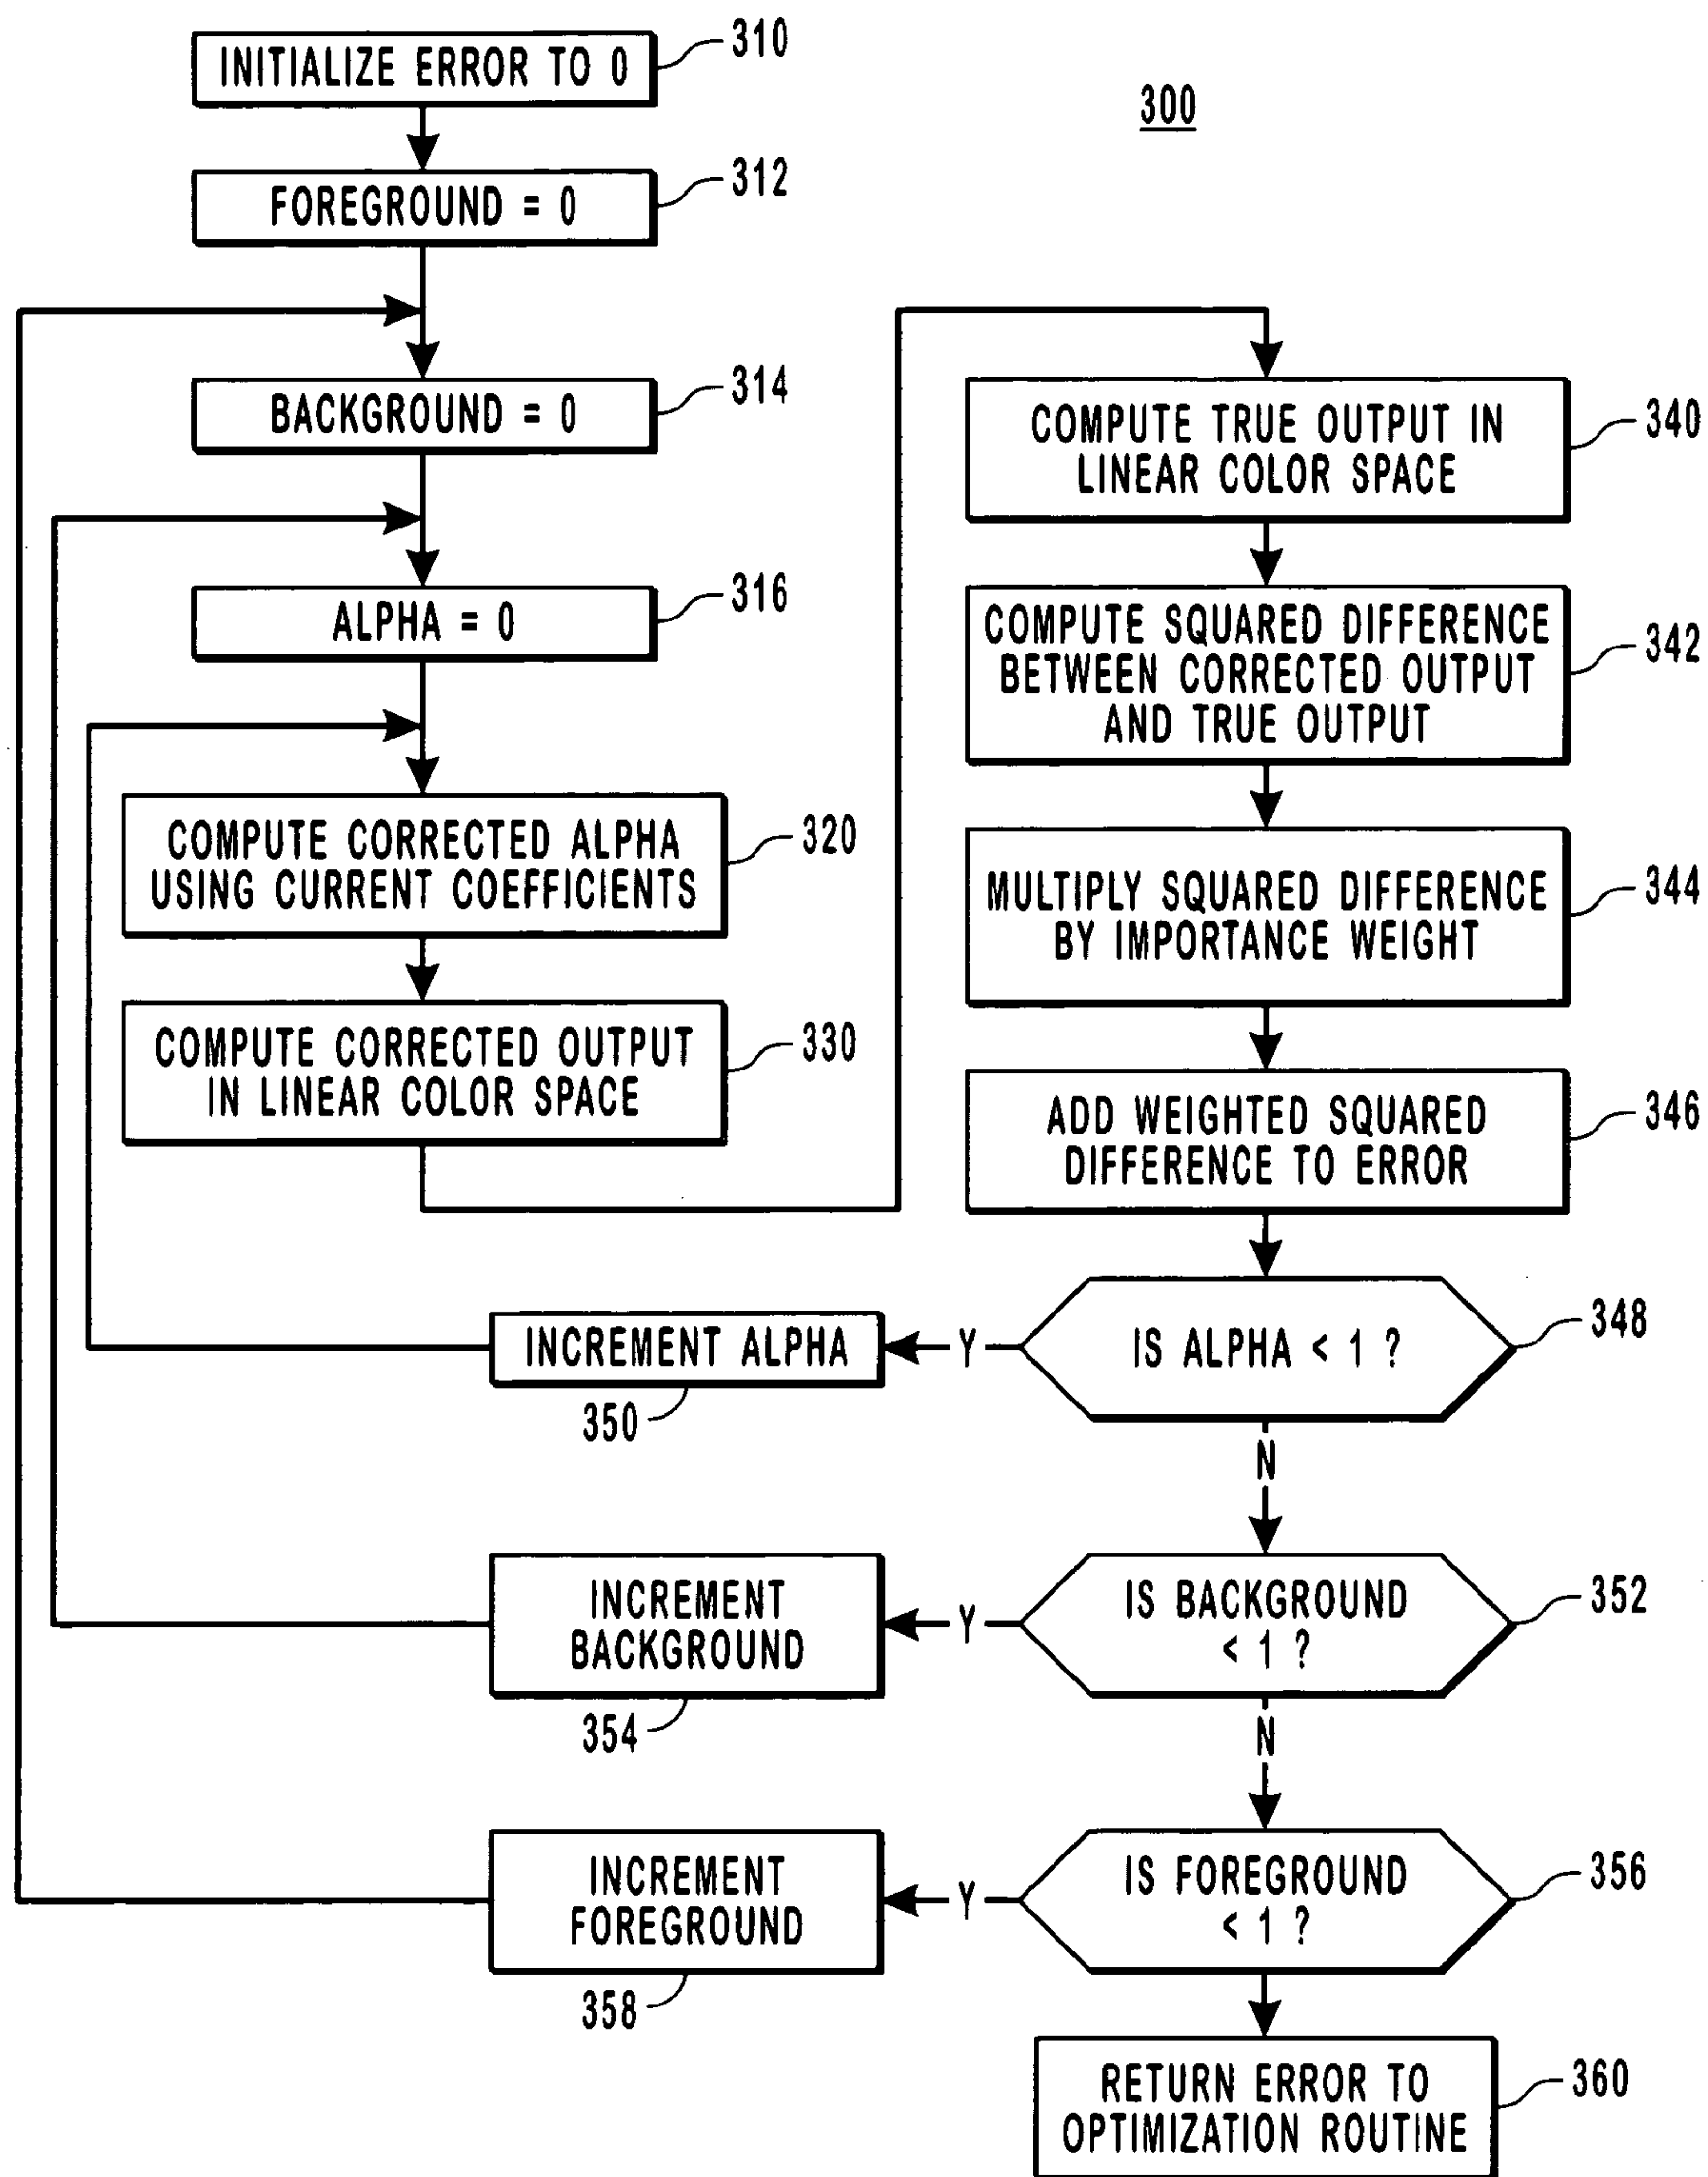 INITIALIZE ERROR TO 0
310
300
FOREGROUND = 0
312
BACKGROUND = 0
314
ALPHA = 0
316
COMPUTE CORRECTED ALPHA
USING CURRENT COEFFICIENTS
320
COMPUTE CORRECTED OUTPUT
IN LINEAR COLOR SPACE
330
COMPUTE TRUE OUTPUT IN
LINEAR COLOR SPACE
340
COMPUTE SQUARED DIFFERENCE
BETWEEN CORRECTED OUTPUT
AND TRUE OUTPUT
342
MULTIPLY SQUARED DIFFERENCE
BY IMPORTANCE WEIGHT
344
ADD WEIGHTED SQUARED
DIFFERENCE TO ERROR
346
IS ALPHA < 1 ?
348
Y
INCREMENT ALPHA
350
N
IS BACKGROUND
< 1 ?
352
Y
INCREMENT
BACKGROUND
354
N
IS FOREGROUND
< 1 ?
356
Y
INCREMENT
FOREGROUND
358
RETURN ERROR TO
OPTIMIZATION ROUTINE
360